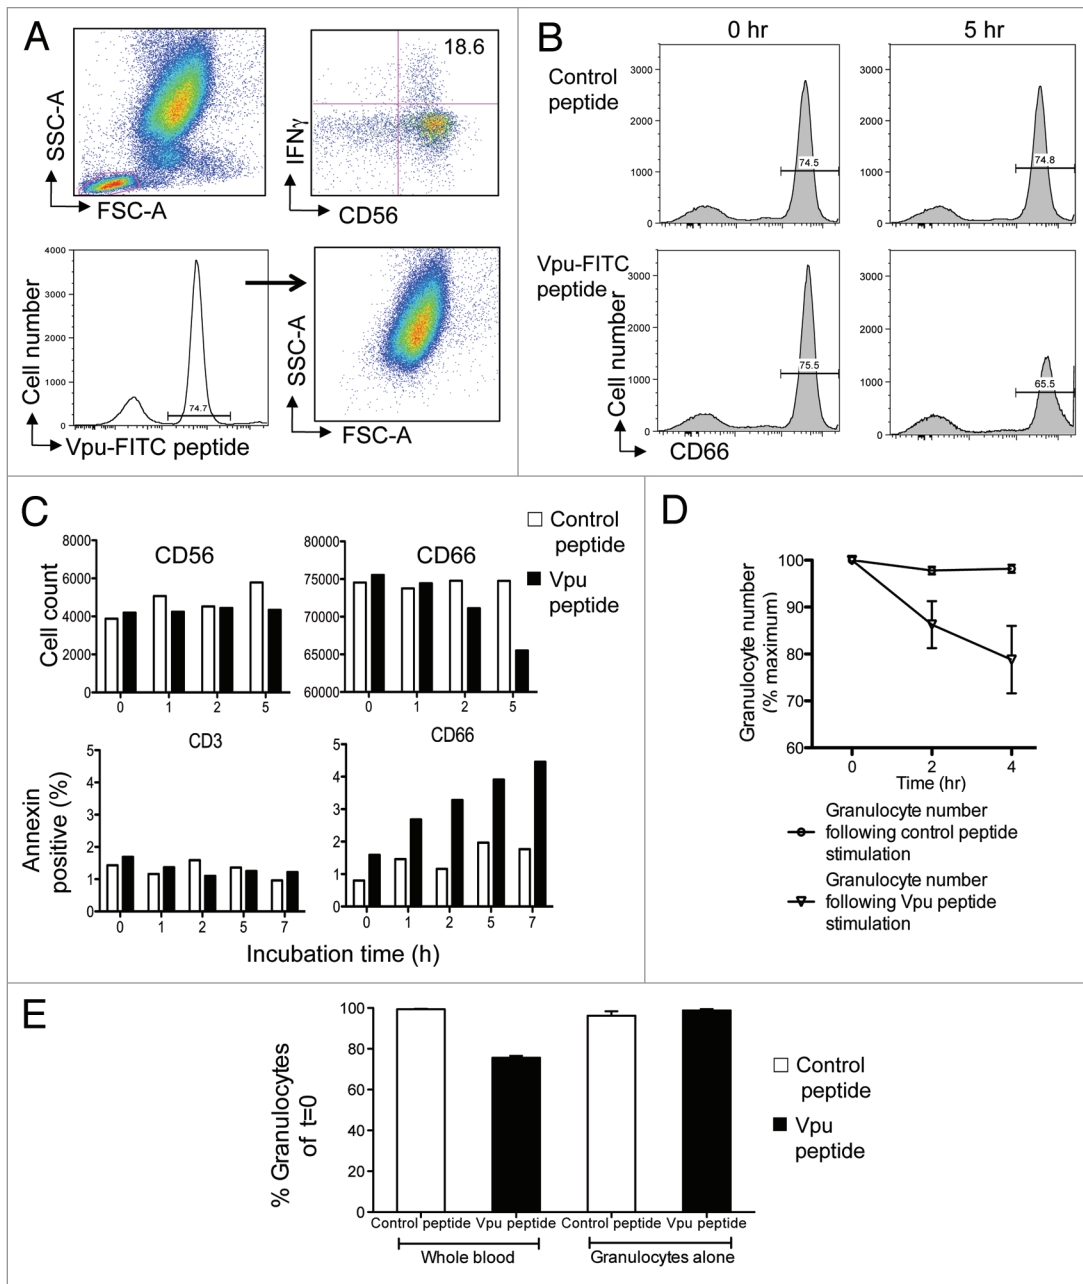 A
SSC-A
FSC-A
IFNγ
CD56
18.6
Cell number
4000
3000
2000
1000
0
74.7
Vpu-FITC peptide
SSC-A
FSC-A
B
0 hr
5 hr
Control
peptide
3000
2000
1000
0
74.5
3000
2000
1000
0
74.8
Vpu-FITC
peptide
Cell number
3000
2000
1000
0
75.5
3000
2000
1000
0
65.5
CD66
C
Cell count
CD56
8000
6000
4000
2000
0
0 1 2 5
CD66
80000
75000
70000
65000
60000
0 1 2 5
Control
peptide
Vpu
peptide
Annexin
positive (%)
CD3
5
4
3
2
1
0
0 1 2 5 7
CD66
5
4
3
2
1
0
0 1 2 5 7
Incubation time (h)
D
Granulocyte number
(% maximum)
100
90
80
70
60
0 2 4
Time (hr)
Granulocyte number
following control peptide
stimulation
Granulocyte number
following Vpu peptide
stimulation
E
% Granulocytes
of t=0
100
80
60
40
20
0
Control peptide Vpu peptide Control peptide Vpu peptide
Whole blood Granulocytes alone
Control
peptide
Vpu
peptide